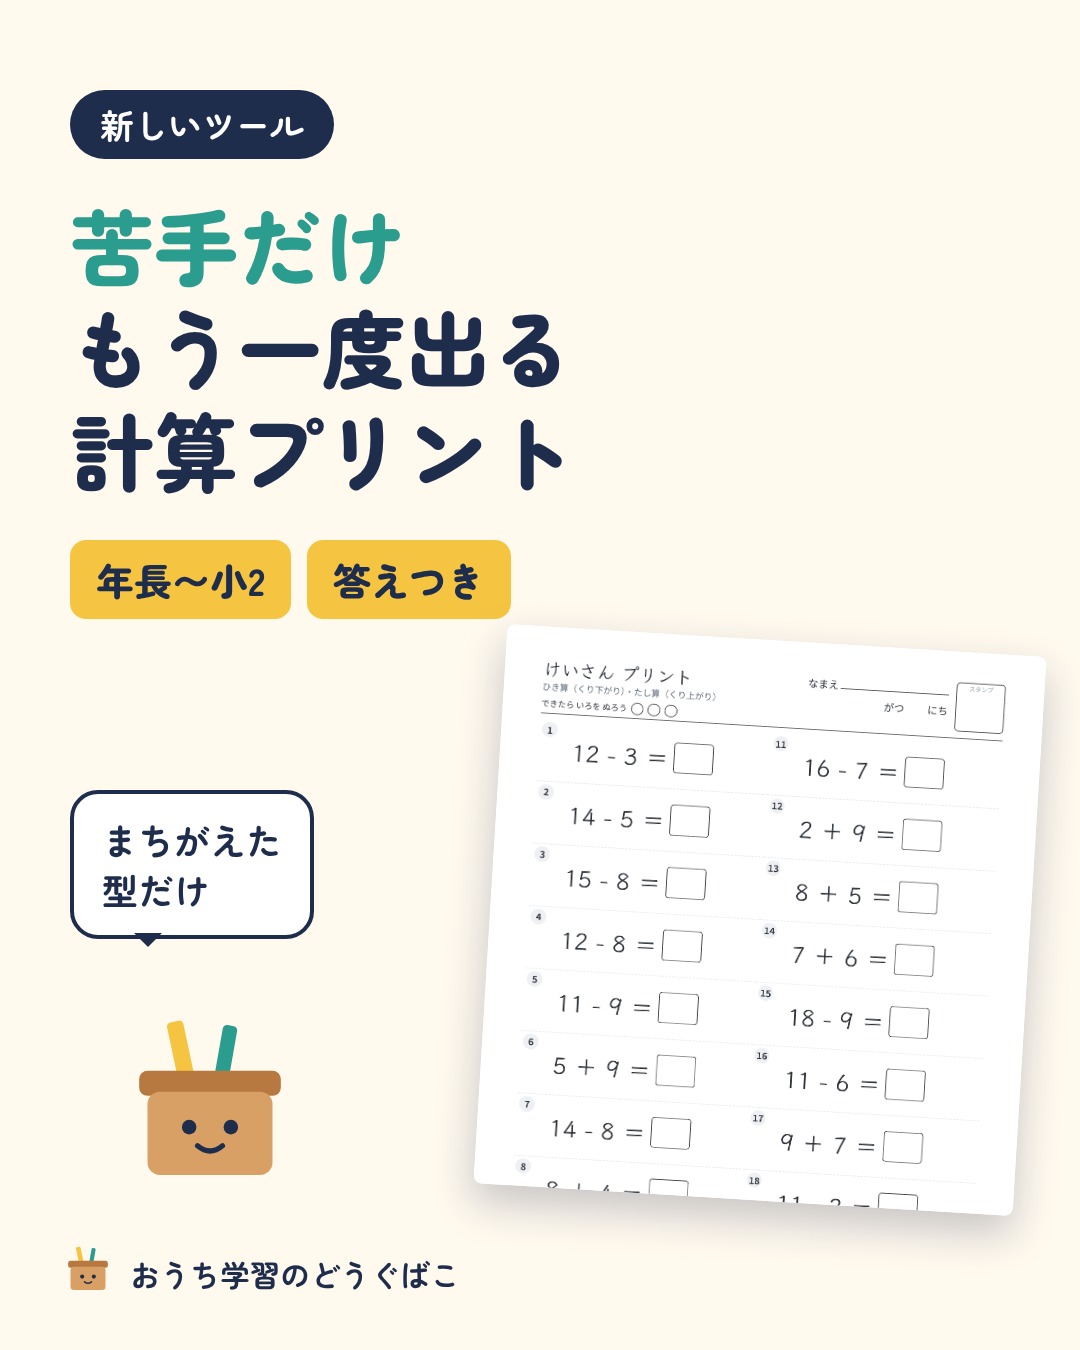 新しいツール
苦手だけ
もう一度出る
計算プリント
年長〜小2
答えつき
まちがえた
型だけ
けいさん プリント
ひき算（くり下がり）・たし算（くり上がり）
できたら いろを ぬろう
なまえ
がつ にち
スタンプ
1
12 - 3 =
2
14 - 5 =
3
15 - 8 =
4
12 - 8 =
5
11 - 9 =
6
5 + 9 =
7
14 - 8 =
8
11
16 - 7 =
12
2 + 9 =
13
8 + 5 =
14
7 + 6 =
15
18 - 9 =
16
11 - 6 =
17
9 + 7 =
18
おうち学習のどうぐばこ